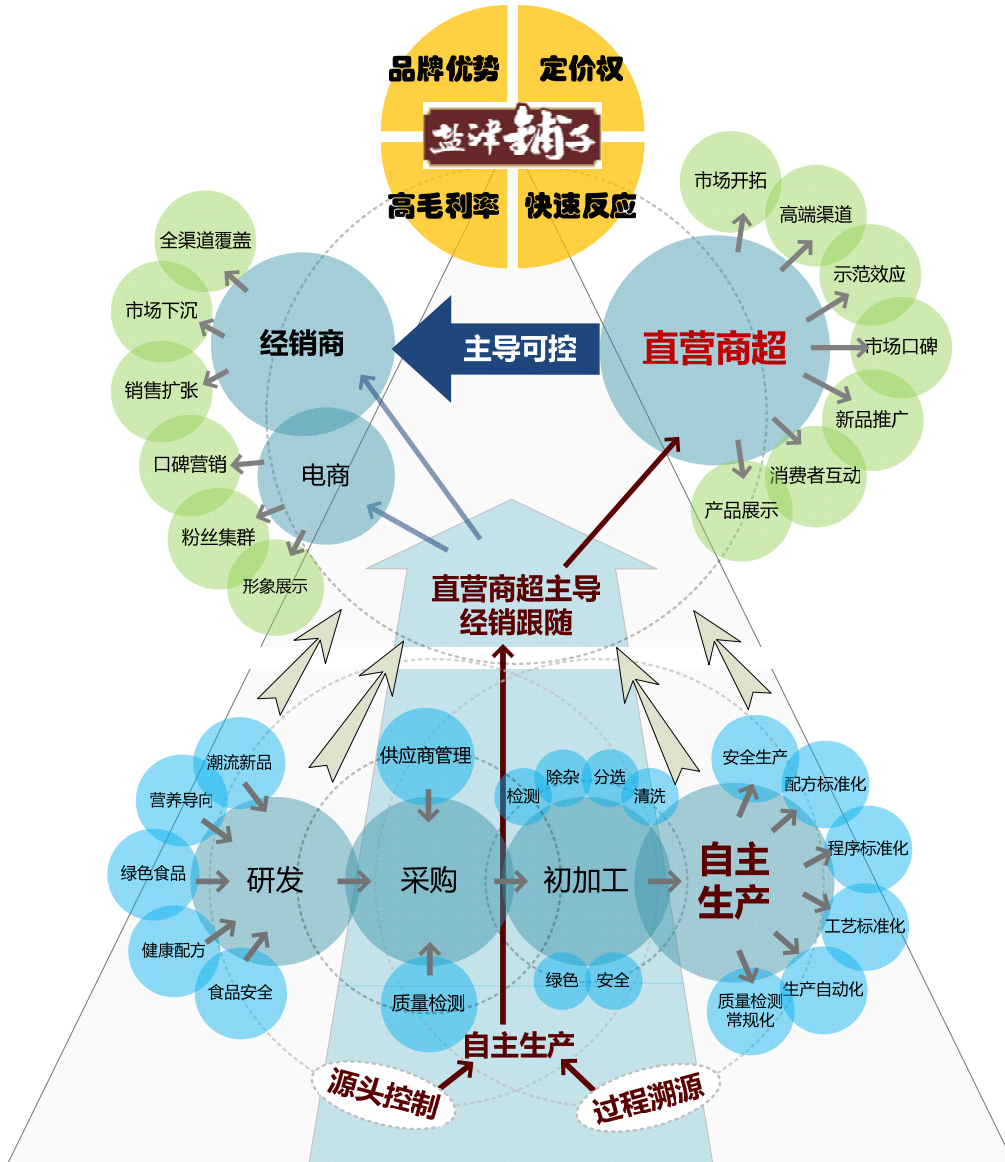 品牌优势
定价权
盐津铺子
高毛利率
快速反应
市场开拓
高端渠道
示范效应
市场口碑
新品推广
消费者互动
产品展示
直营商超
主导可控
经销商
全渠道覆盖
市场下沉
销售扩张
电商
口碑营销
粉丝集群
形象展示
直营商超主导
经销跟随
潮流新品
营养导向
绿色食品
健康配方
食品安全
研发
供应商管理
采购
质量检测
检测
除杂
分选
清洗
初加工
绿色
安全
安全生产
配方标准化
程序标准化
工艺标准化
生产自动化
质量检测
常规化
自主
生产
自主生产
源头控制
过程溯源